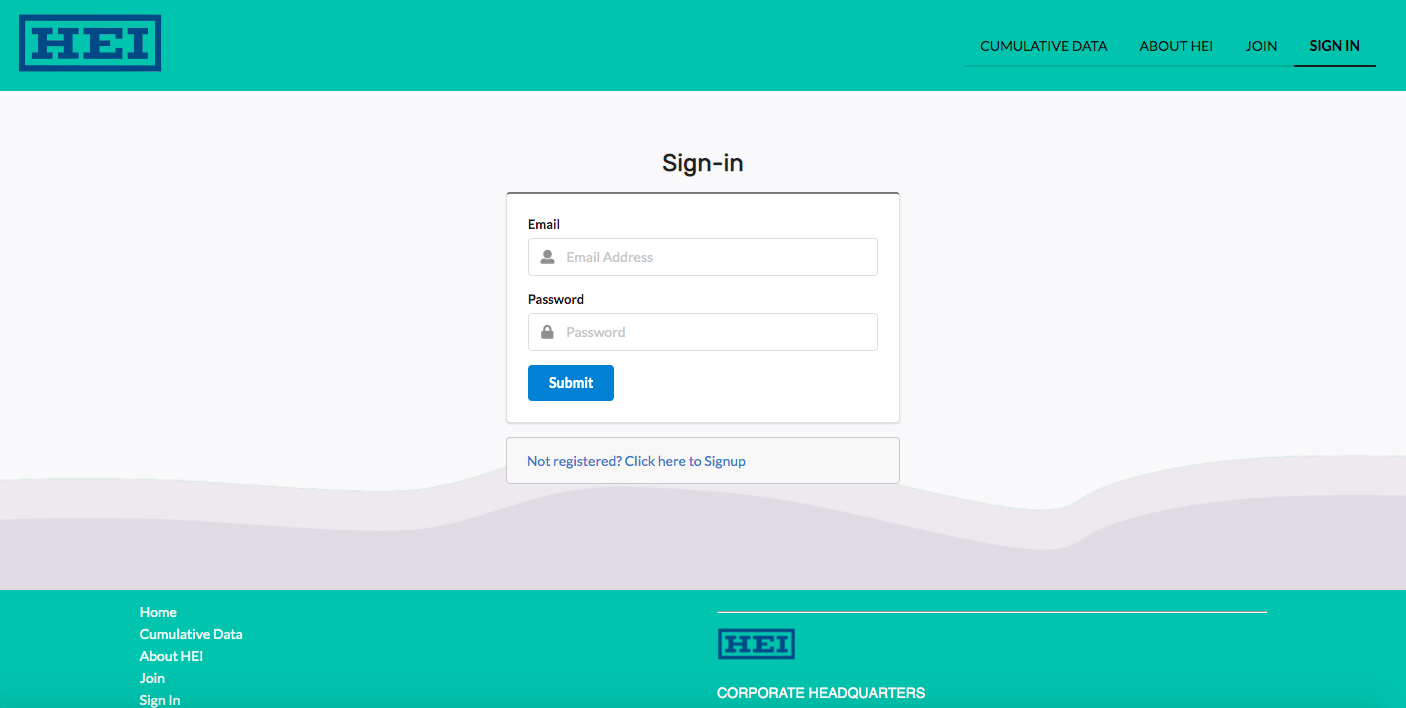 HEI
CUMULATIVE DATA ABOUT HEI JOIN SIGN IN
Sign-in
Email
Email Address
Password
Password
Submit
Not registered? Click here to Signup
Home
Cumulative Data
About HEI
Join
Sign In
HEI
CORPORATE HEADQUARTERS